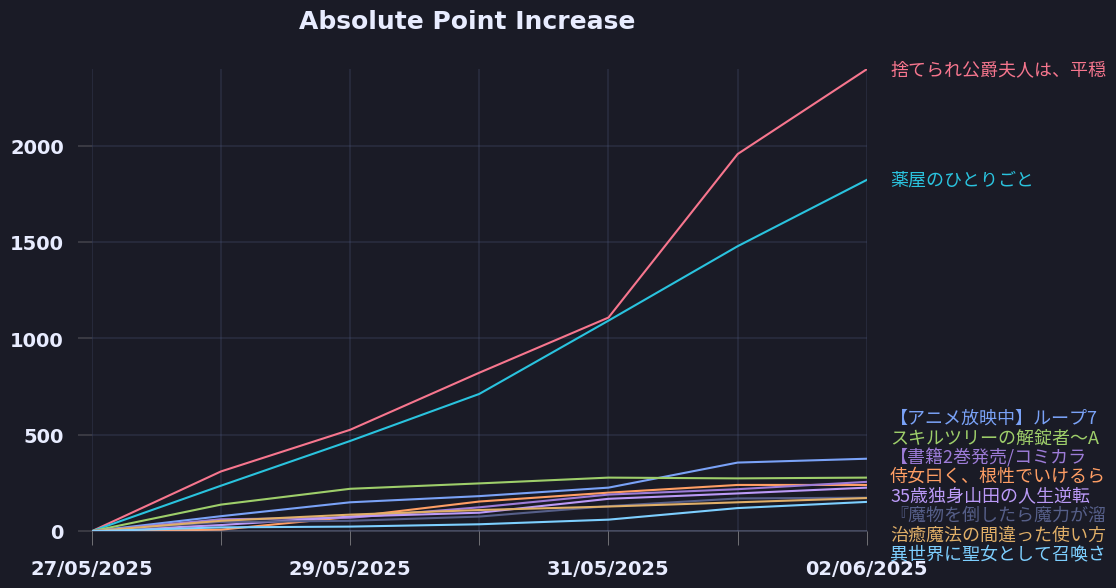 Absolute Point Increase
捨てられ公爵夫人は、平穏
2000
薬屋のひとりごと
1500
1000
500
【アニメ放映中】ループ7
スキルツリーの解錠者～A
【書籍2巻発売/コミカラ
侍女曰く、根性でいけるら
35歳独身山田の人生逆転
『魔物を倒したら魔力が溜
0
治癒魔法の間違った使い方
異世界に聖女として召喚さ
27/05/2025 29/05/2025 31/05/2025 02/06/2025